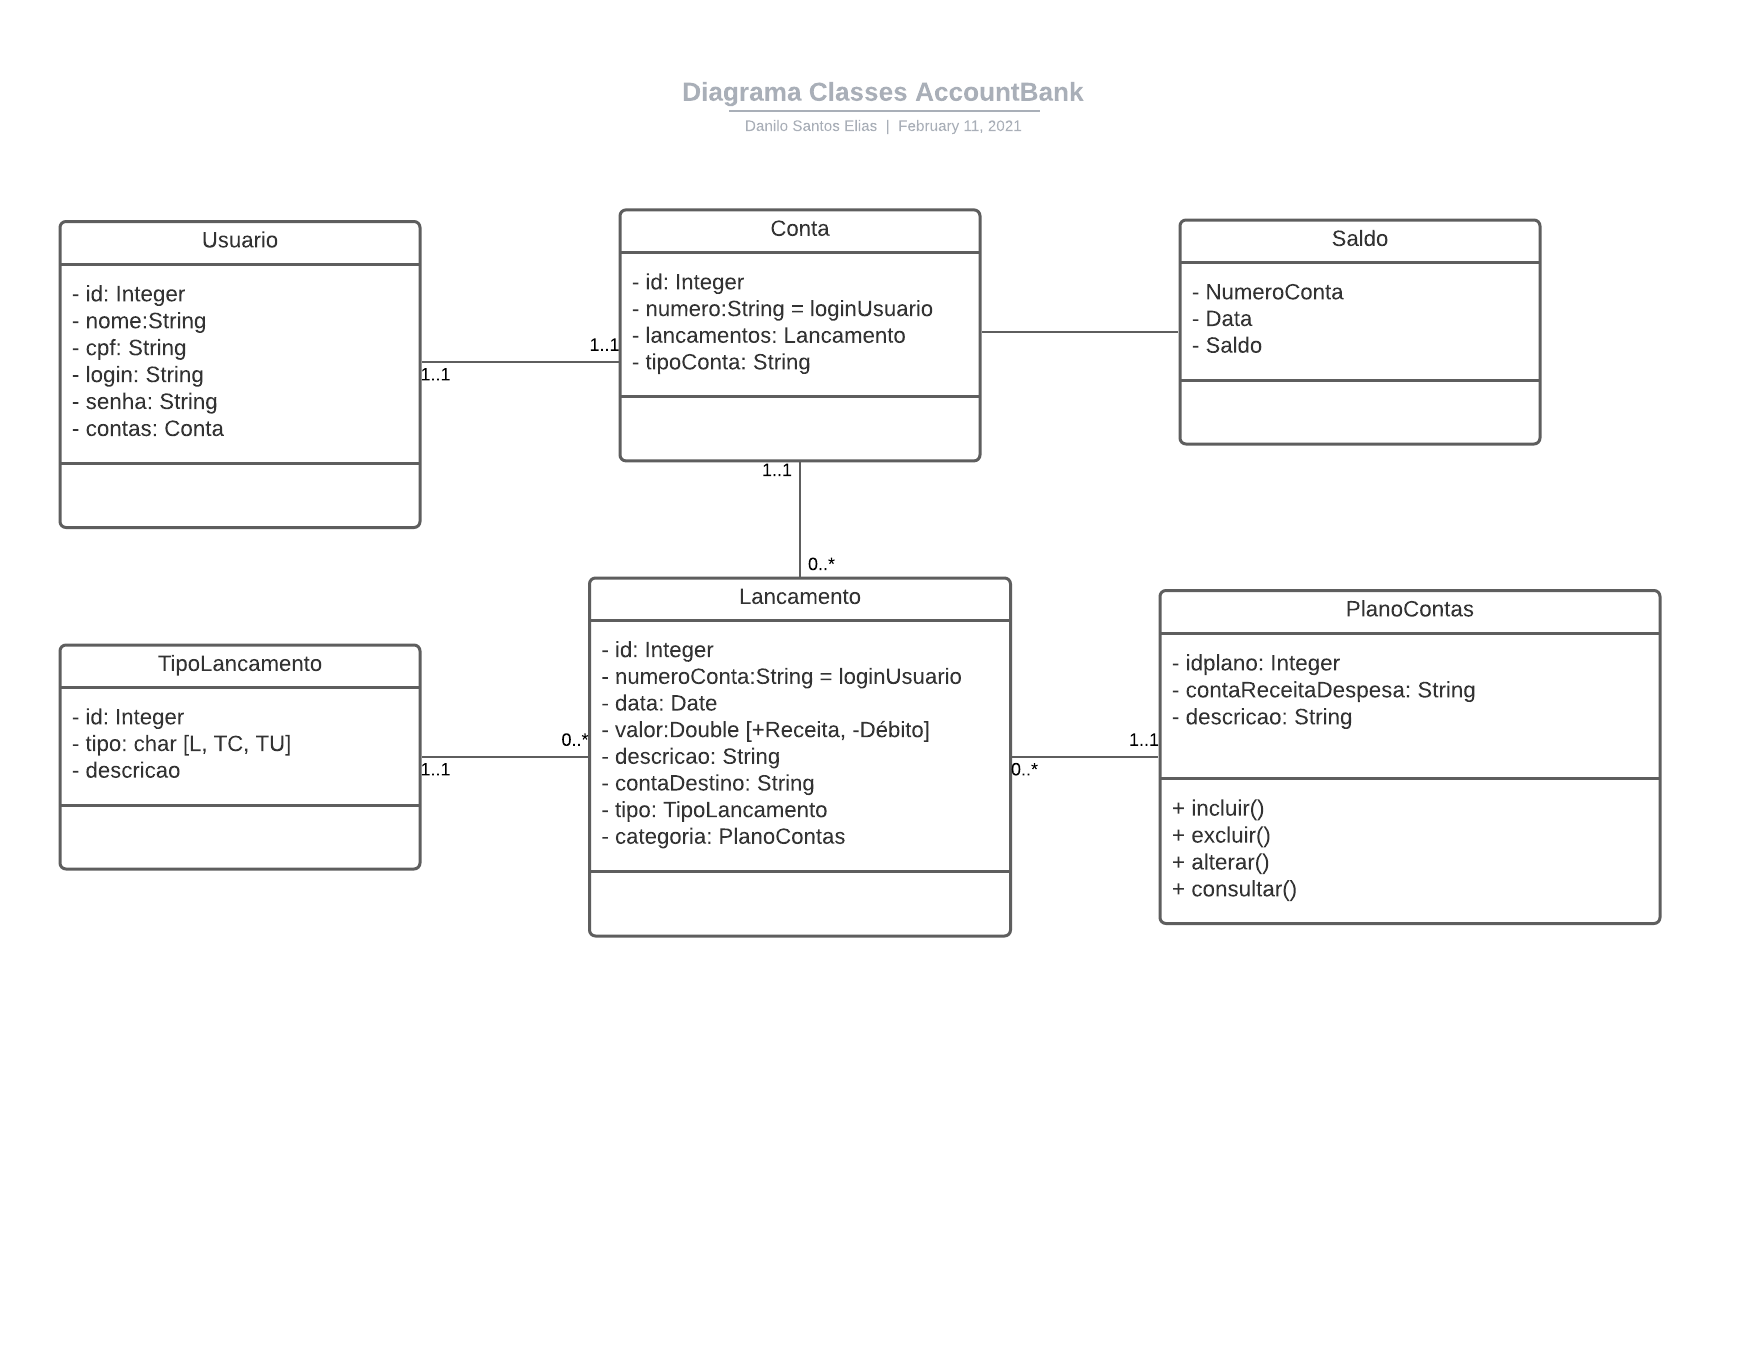 Diagrama Classes AccountBank
Danilo Santos Elias | February 11, 2021
Usuario
- id: Integer
- nome:String
- cpf: String
- login: String
- senha: String
- contas: Conta
1..1
1..1
Conta
- id: Integer
- numero:String = loginUsuario
- lancamentos: Lancamento
- tipoConta: String
Saldo
- NumeroConta
- Data
- Saldo
1..1
0..*
TipoLancamento
- id: Integer
- tipo: char [L, TC, TU]
- descricao
0..*
1..1
Lancamento
- id: Integer
- numeroConta:String = loginUsuario
- data: Date
- valor:Double [+Receita, -Débito]
- descricao: String
- contaDestino: String
- tipo: TipoLancamento
- categoria: PlanoContas
1..1
0..*
PlanoContas
- idplano: Integer
- contaReceitaDespesa: String
- descricao: String
+ incluir()
+ excluir()
+ alterar()
+ consultar()